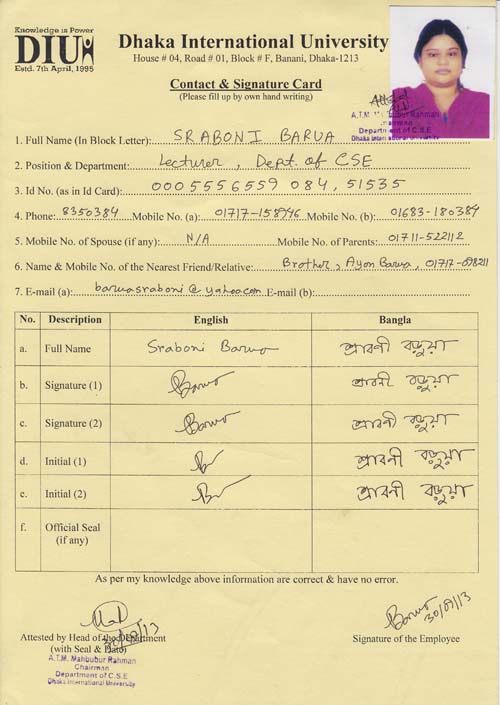 Knowledge is Power
DIU
Estd. 7th April, 1995
Dhaka International University
House # 04, Road # 01, Block # F, Banani, Dhaka-1213
Contact & Signature Card
(Please fill up by own hand writing)
A.T.M. Mahbubur Rahman
Chairman
Department of C.S.E
Dhaka International University
1. Full Name (In Block Letter): SRABONI BARUA
2. Position & Department: Lecturer, Dept. of CSE
3. Id No. (as in Id Card): 0005556559 084, 51535
4. Phone: 8350384 Mobile No. (a): 01717-158946 Mobile No. (b): 01683-180384
5. Mobile No. of Spouse (if any): N/A Mobile No. of Parents: 01711-522112
6. Name & Mobile No. of the Nearest Friend/Relative: Brother, Ayon Barua, 01717-098211
7. E-mail (a): baruasraboni@yahoo.com E-mail (b):
No. Description English Bangla
a. Full Name Sraboni Barua শ্রাবনী বড়ুয়া
b. Signature (1) Barua শ্রাবনী বড়ুয়া
c. Signature (2) Barua শ্রাবনী বড়ুয়া
d. Initial (1) শ্রাবনী বড়ুয়া
e. Initial (2) শ্রাবনী বড়ুয়া
f. Official Seal
(if any)
As per my knowledge above information are correct & have no error.
Barua
30/09/13
Attested by Head of the Department
(with Seal & Date)
Signature of the Employee
A.T.M. Mahbubur Rahman
Chairman
Department of C.S.E
Dhaka International University